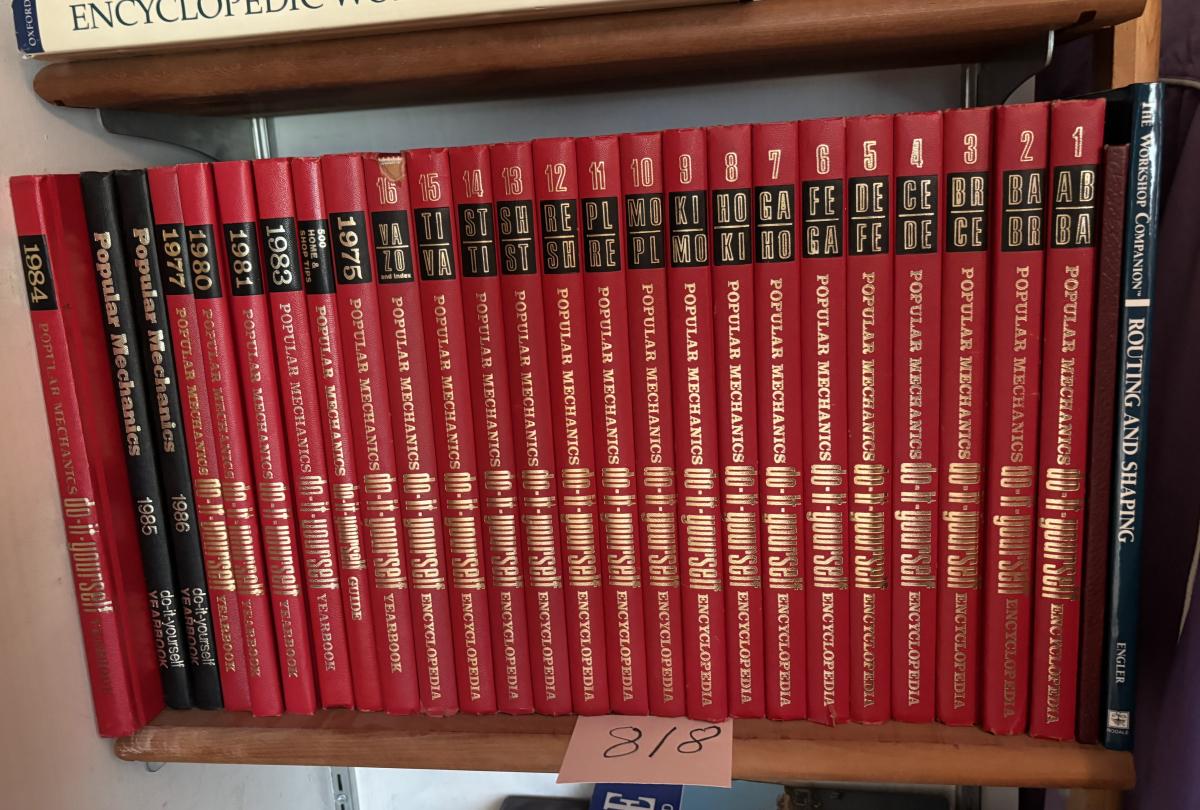 OXFORD
ENCYCLOPEDIC
1984
POPULAR MECHANICS do-it-yourself
Popular Mechanics 1985 do-it-yourself
YEARBOOK
Popular Mechanics 1986 do-it-yourself
YEARBOOK
1977
POPULAR MECHANICS do-it-yourself YEARBOOK
1980
POPULAR MECHANICS do-it-yourself YEARBOOK
1981
POPULAR MECHANICS do-it-yourself YEARBOOK
1983
POPULAR MECHANICS do-it-yourself YEARBOOK
500
HOME &
SHOP TIPS
POPULAR MECHANICS do-it-yourself GUIDE
1975
POPULAR MECHANICS do-it-yourself YEARBOOK
16
VA
ZO
and index
POPULAR MECHANICS do-it-yourself ENCYCLOPEDIA
15
TI
VA
POPULAR MECHANICS do-it-yourself ENCYCLOPEDIA
14
ST
TI
POPULAR MECHANICS do-it-yourself ENCYCLOPEDIA
13
SH
ST
POPULAR MECHANICS do-it-yourself ENCYCLOPEDIA
12
RE
SH
POPULAR MECHANICS do-it-yourself ENCYCLOPEDIA
11
PL
RE
POPULAR MECHANICS do-it-yourself ENCYCLOPEDIA
10
MO
PL
POPULAR MECHANICS do-it-yourself ENCYCLOPEDIA
9
KI
MO
POPULAR MECHANICS do-it-yourself ENCYCLOPEDIA
8
HO
KI
POPULAR MECHANICS do-it-yourself ENCYCLOPEDIA
7
GA
HO
POPULAR MECHANICS do-it-yourself ENCYCLOPEDIA
6
FE
GA
POPULAR MECHANICS do-it-yourself ENCYCLOPEDIA
5
DE
FE
POPULAR MECHANICS do-it-yourself ENCYCLOPEDIA
4
CE
DE
POPULAR MECHANICS do-it-yourself ENCYCLOPEDIA
3
BR
CE
POPULAR MECHANICS do-it-yourself ENCYCLOPEDIA
2
BA
BR
POPULAR MECHANICS do-it-yourself ENCYCLOPEDIA
1
AB
BA
POPULAR MECHANICS do-it-yourself ENCYCLOPEDIA
THE WORKSHOP COMPANION™ ROUTING AND SHAPING ENGLER
RODALE
818